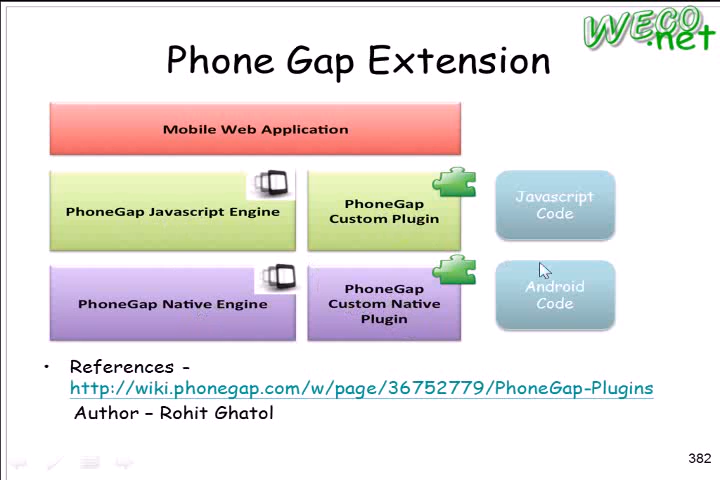 WECO
.net
Phone Gap Extension
Mobile Web Application
PhoneGap Javascript Engine
PhoneGap
Custom Plugin
Javascript
Code
PhoneGap Native Engine
PhoneGap
Custom Native
Plugin
Android
Code
• References -
http://wiki.phonegap.com/w/page/36752779/PhoneGap-Plugins
Author – Rohit Ghatol
382